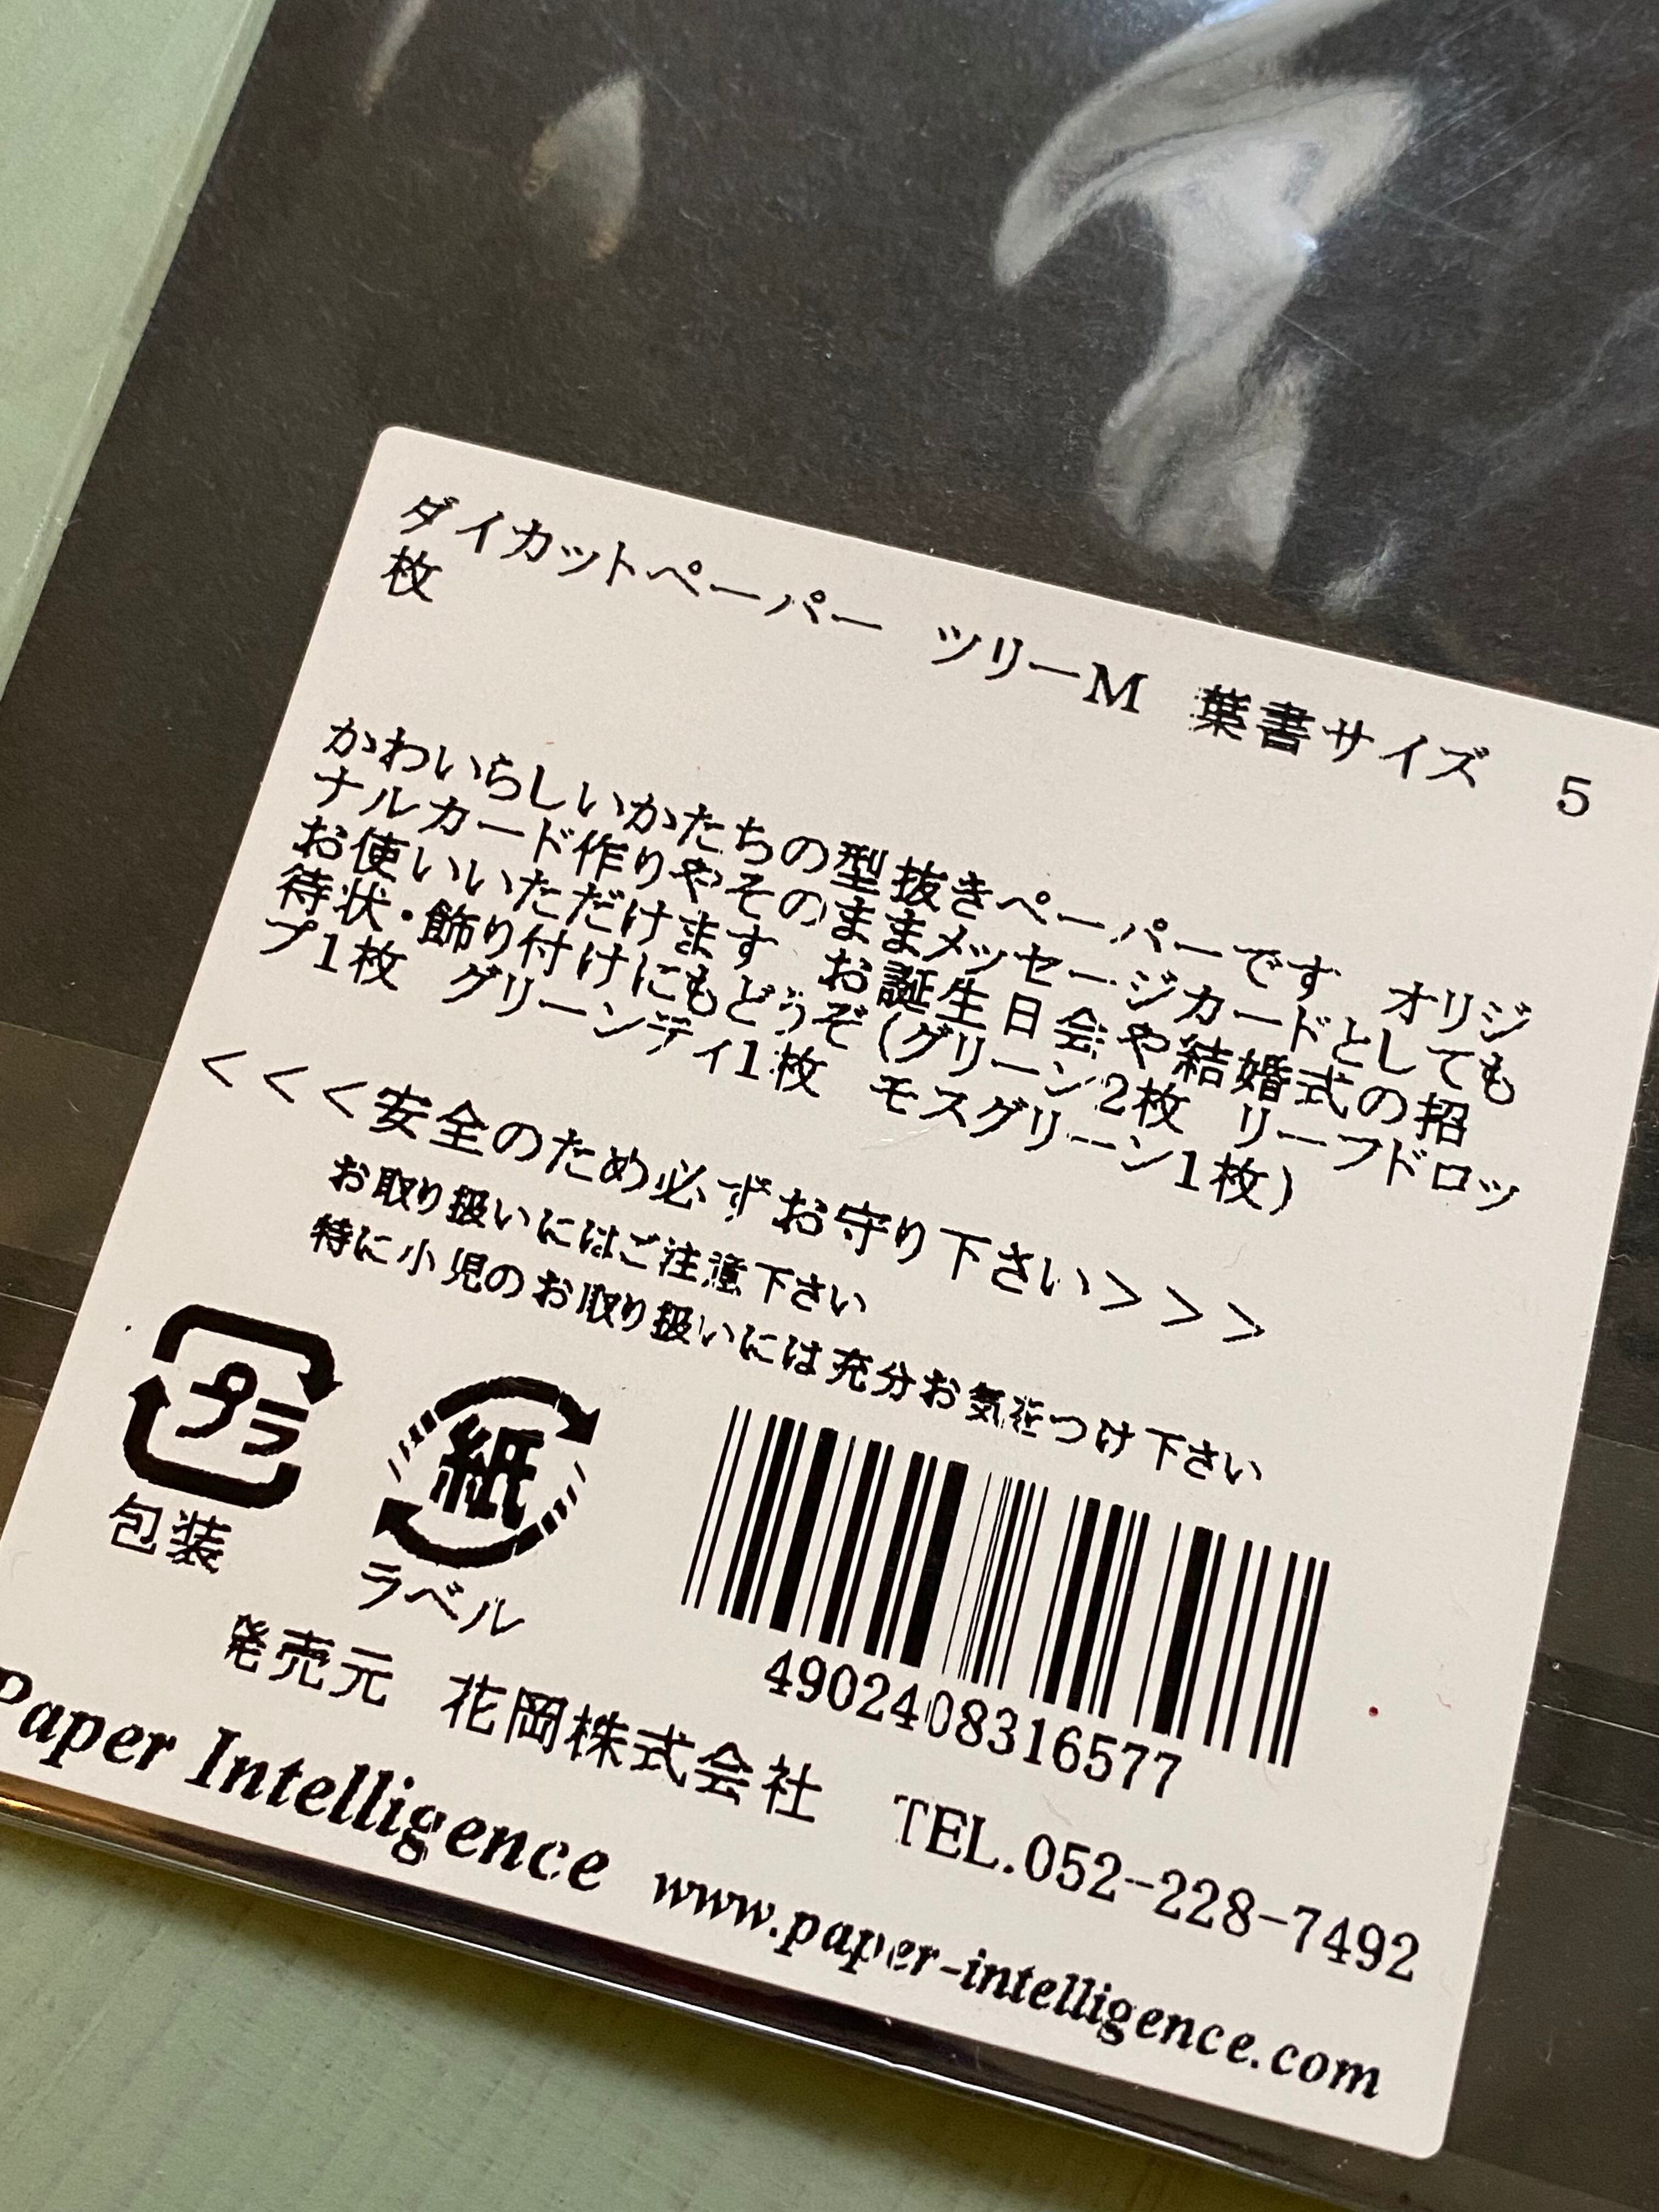 ダイカットペーパー ツリーM 葉書サイズ 5
枚
かわいらしいかたちの型抜きペーパーです オリジ
ナルカード作りやそのままメッセージカードとしても
お使いいただけます お誕生日会や結婚式の招
待状・飾り付けにもどうぞ(グリーン2枚 リーフドロッ
プ1枚 グリーンティ1枚 モスグリーン1枚)
<<<安全のため必ずお守り下さい>>>
お取り扱いにはご注意下さい
特に小児のお取り扱いには充分お気をつけ下さい
プラ
包装
紙
ラベル
4902408316577
発売元 花岡株式会社 TEL.052-228-7492
Paper Intelligence www.paper-intelligence.com